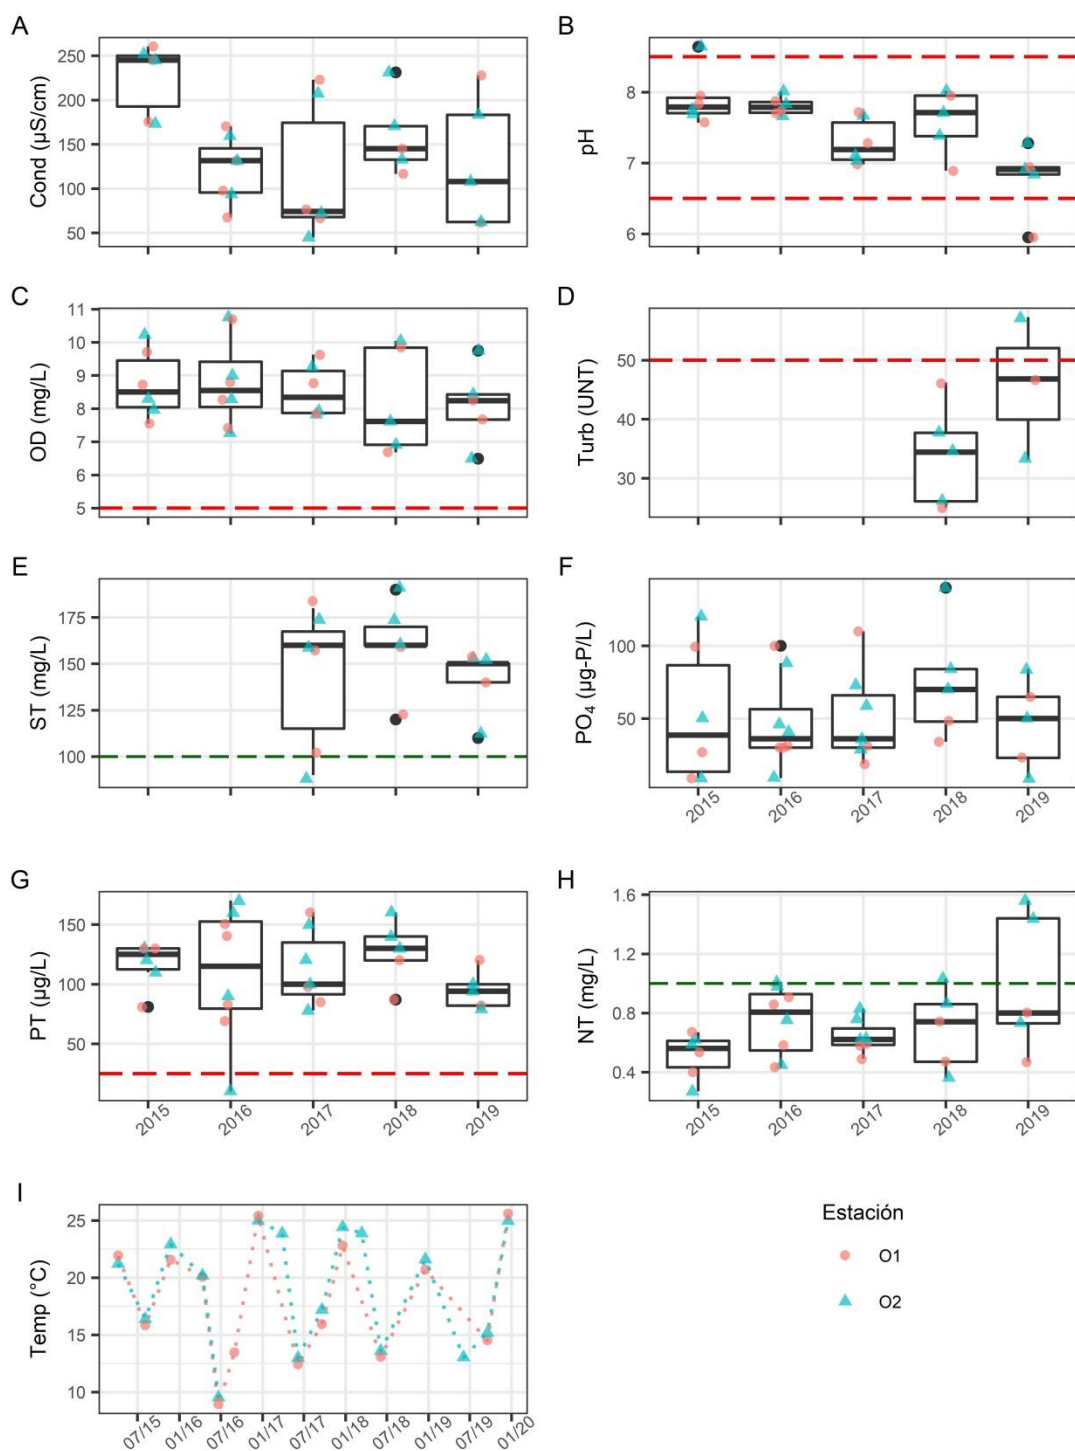 A
Cond (µS/cm)
250
200
150
100
50
B
pH
8
7
6
C
OD (mg/L)
11
10
9
8
7
6
5
D
Turb (UNT)
50
40
30
E
ST (mg/L)
175
150
125
100
F
PO4 (µg-P/L)
100
50
2015 2016 2017 2018 2019
G
PT (µg/L)
150
100
50
2015 2016 2017 2018 2019
H
NT (mg/L)
1.6
1.2
0.8
0.4
2015 2016 2017 2018 2019
I
Temp (°C)
25
20
15
10
07/15 01/16 07/16 01/17 07/17 01/18 07/18 01/19 07/19 01/20
Estación
O1
O2